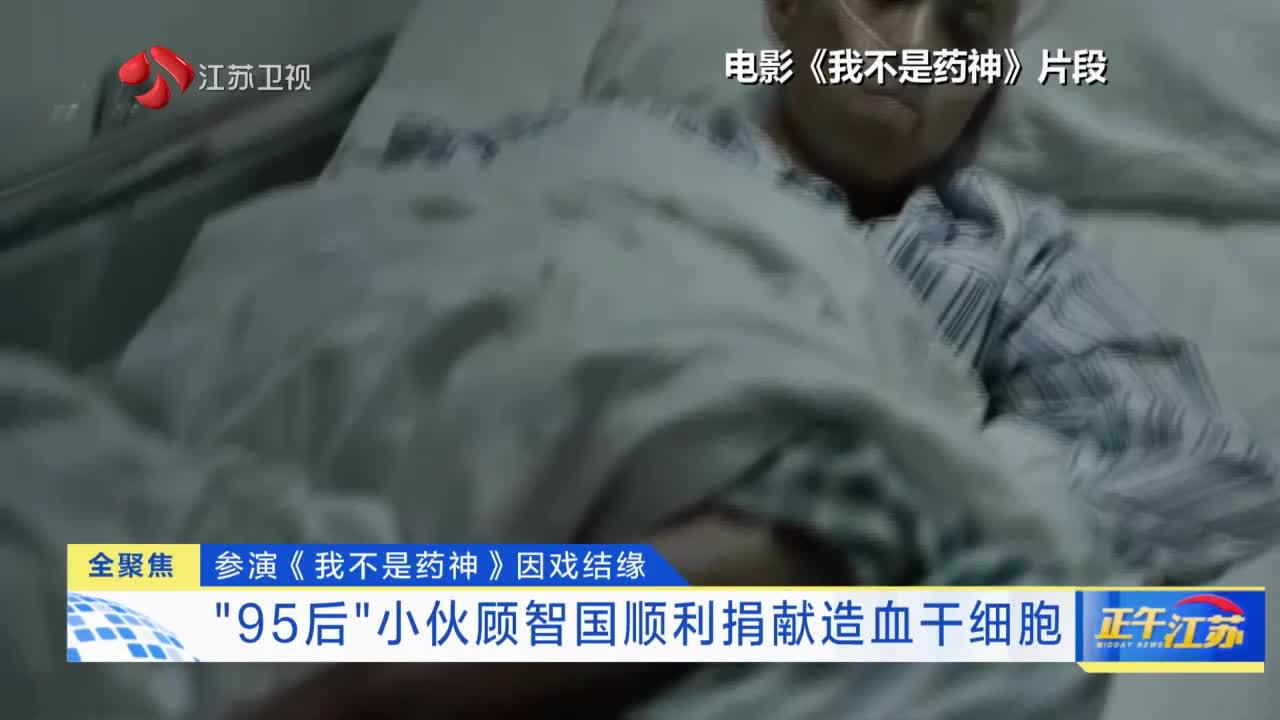 江苏卫视
电影《我不是药神》片段
全聚焦
参演《我不是药神》因戏结缘
"95后"小伙顾智国顺利捐献造血干细胞
正午江苏
MIDDAY NEWS